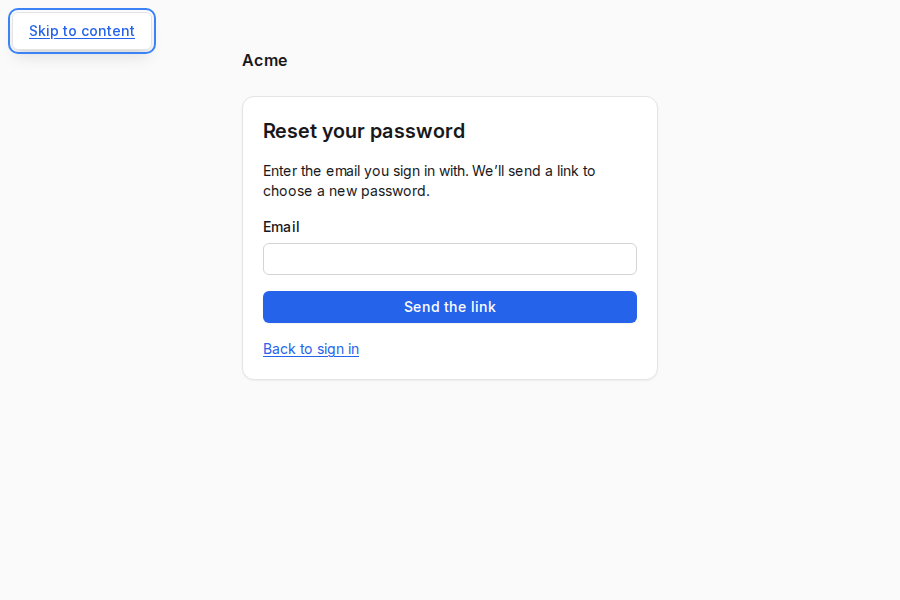 Skip to content
Acme
Reset your password
Enter the email you sign in with. We’ll send a link to
choose a new password.
Email
Send the link
Back to sign in